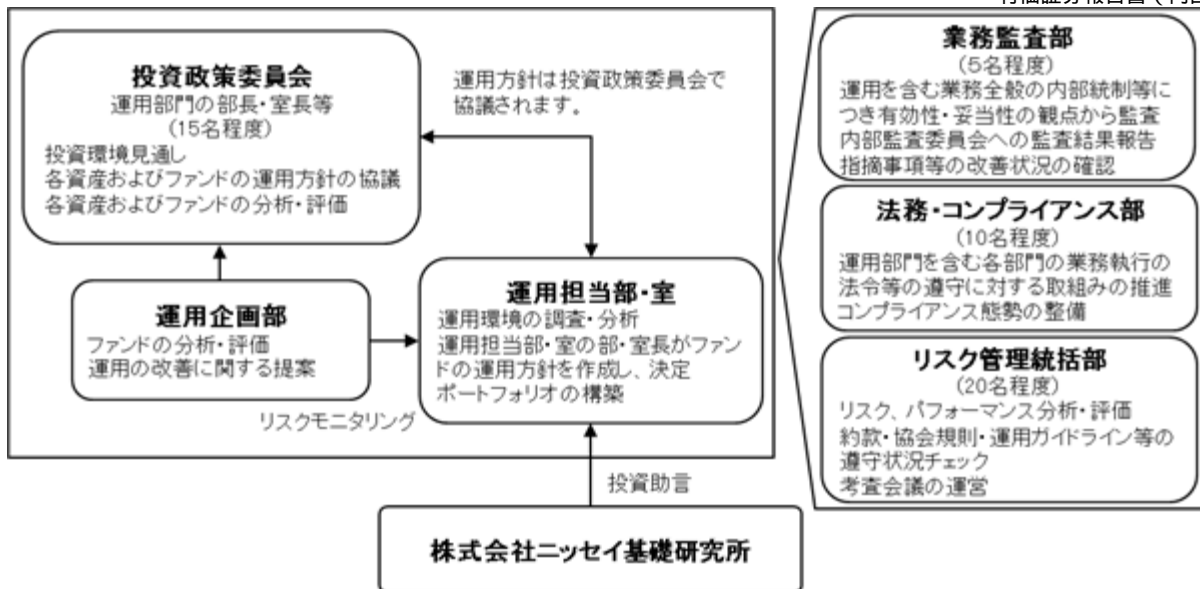 投資政策委員会
運用部門の部長・室長等
(15名程度)
投資環境見通し
各資産およびファンドの運用方針の協議
各資産およびファンドの分析・評価
運用方針は投資政策委員会で
協議されます。
運用企画部
ファンドの分析・評価
運用の改善に関する提案
リスクモニタリング
運用担当部・室
運用環境の調査・分析
運用担当部・室の部・室長がファン
ドの運用方針を作成し、決定
ポートフォリオの構築
投資助言
株式会社ニッセイ基礎研究所
業務監査部
(5名程度)
運用を含む業務全般の内部統制等に
つき有効性・妥当性の観点から監査
内部監査委員会への監査結果報告
指摘事項等の改善状況の確認
法務・コンプライアンス部
(10名程度)
運用部門を含む各部門の業務執行の
法令等の遵守に対する取組みの推進
コンプライアンス態勢の整備
リスク管理統括部
(20名程度)
リスク、パフォーマンス分析・評価
約款・協会規則・運用ガイドライン等の
遵守状況チェック
考査会議の運営